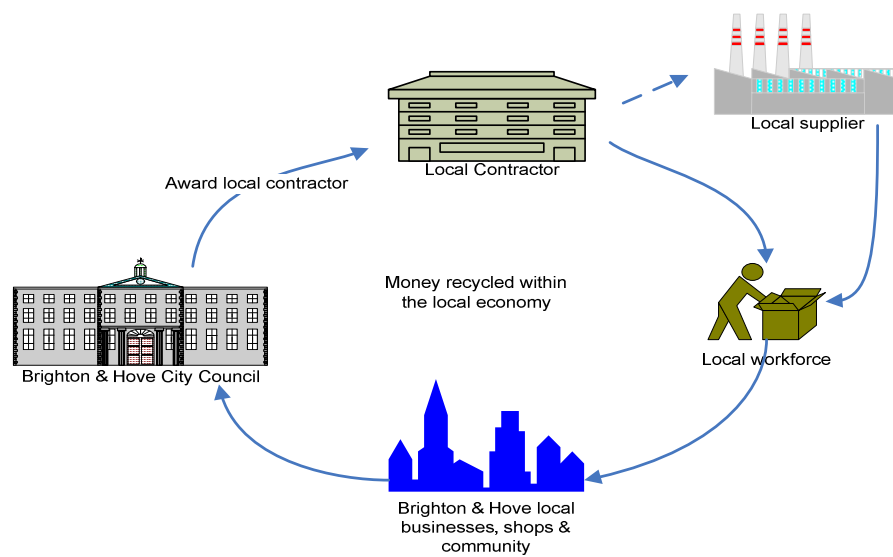 Local supplier
Local Contractor
Award local contractor
Money recycled within
the local economy
Local workforce
Brighton & Hove City Council
Brighton & Hove local
businesses, shops &
community